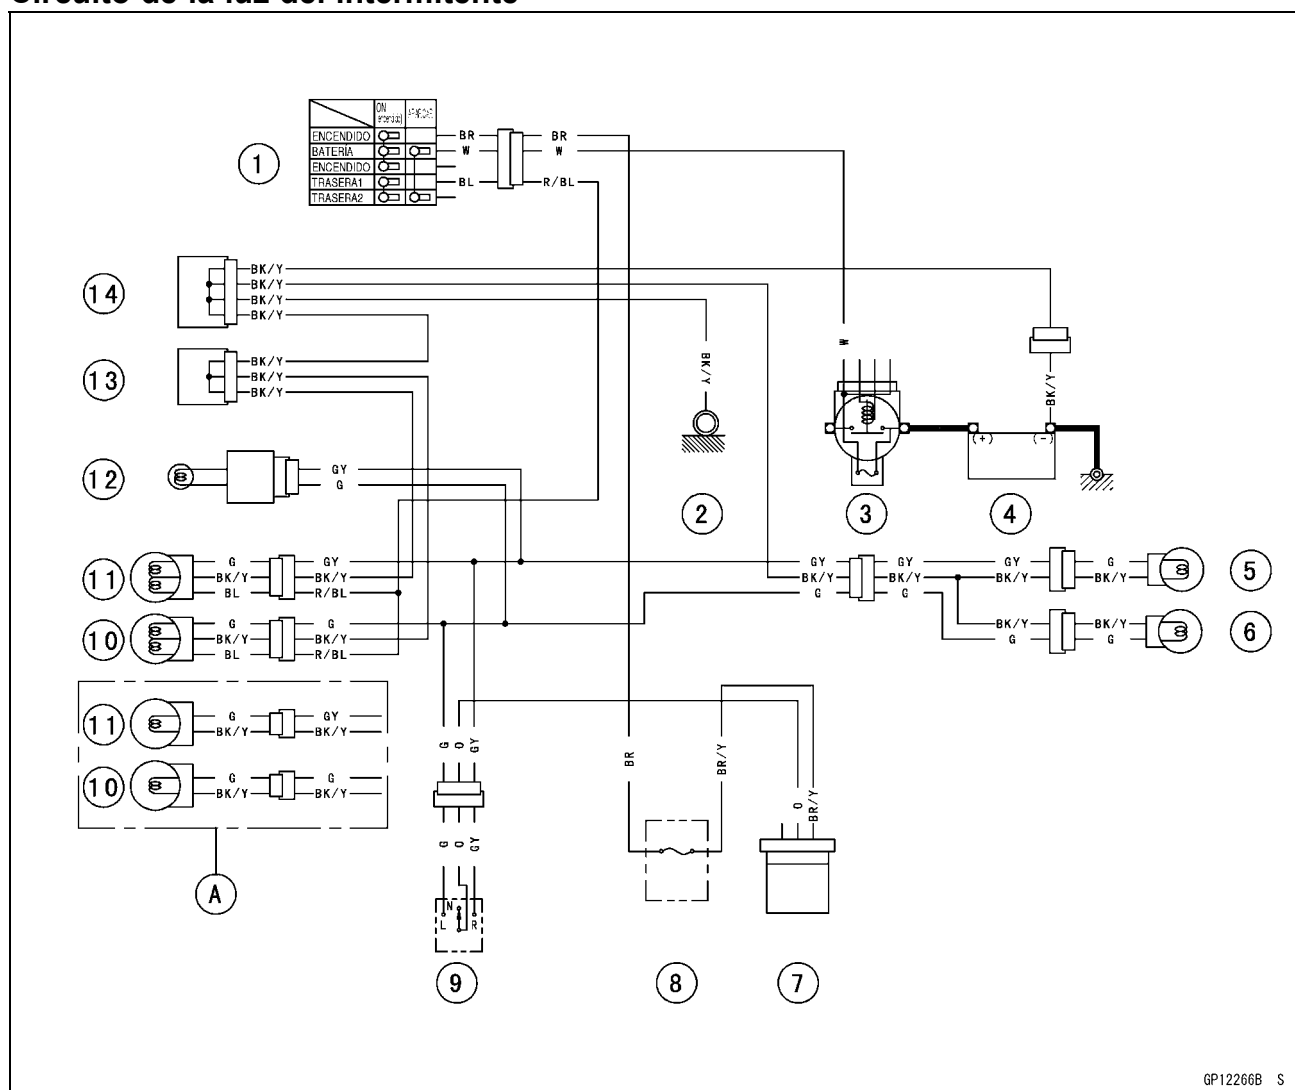 Circuito de la luz del intermitente
ON
ENCENDIDO BR BR
BATERÍA W W
1
ENCENDIDO
TRASERA1 BL R/BL
TRASERA2
BK/Y
BK/Y
14
BK/Y
BK/Y
W
BK/Y
BK/Y
BK/Y
13
BK/Y
BK/Y
(+) (-)
12
GY
G
2 3 4
11
G GY GY GY GY G
BK/Y BK/Y BK/Y BK/Y BK/Y BK/Y
5
BL R/BL G G
10
G G BK/Y BK/Y
BK/Y BK/Y G G
6
BL R/BL
11
G GY
BK/Y BK/Y
G O GY
BR BR/Y
10
G G
BK/Y BK/Y
O BR/Y
G O GY
A
N
L R
9 8 7
GP12266B S